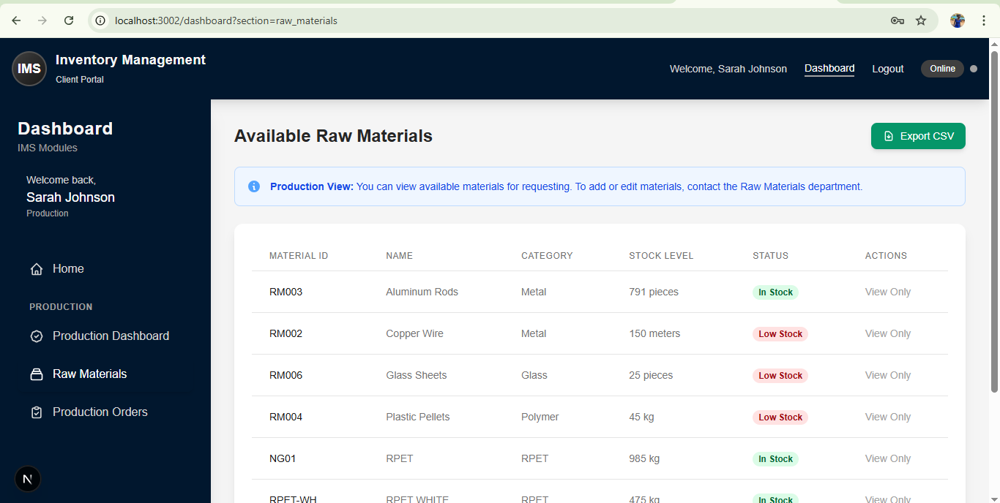 localhost:3002/dashboard?section=raw_materials
IMS
Inventory Management
Client Portal
Welcome, Sarah Johnson
Dashboard
Logout
Online
Dashboard
IMS Modules
Welcome back,
Sarah Johnson
Production
Home
PRODUCTION
Production Dashboard
Raw Materials
Production Orders
N
Available Raw Materials
Export CSV
Production View: You can view available materials for requesting. To add or edit materials, contact the Raw Materials department.
MATERIAL ID NAME CATEGORY STOCK LEVEL STATUS ACTIONS
RM003 Aluminum Rods Metal 791 pieces In Stock View Only
RM002 Copper Wire Metal 150 meters Low Stock View Only
RM006 Glass Sheets Glass 25 pieces Low Stock View Only
RM004 Plastic Pellets Polymer 45 kg Low Stock View Only
NG01 RPET RPET 985 kg In Stock View Only
RPET-WH RPET WHITE RPET 475 kg In Stock View Only